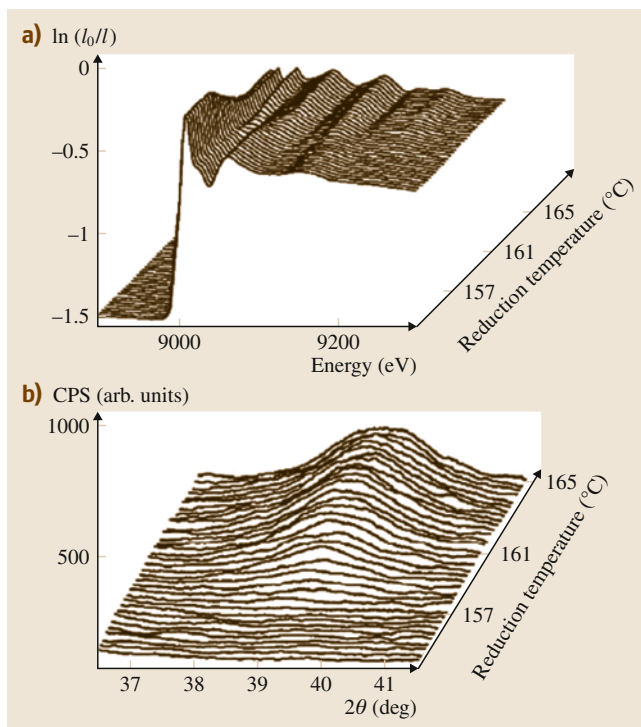 a) ln (l0/l)
0
−0.5
−1
−1.5
9000 9200
Energy (eV)
157
161
165
Reduction temperature (°C)
b) CPS (arb. units)
1000
500
37 38 39 40 41
2θ (deg)
157
161
165
Reduction temperature (°C)